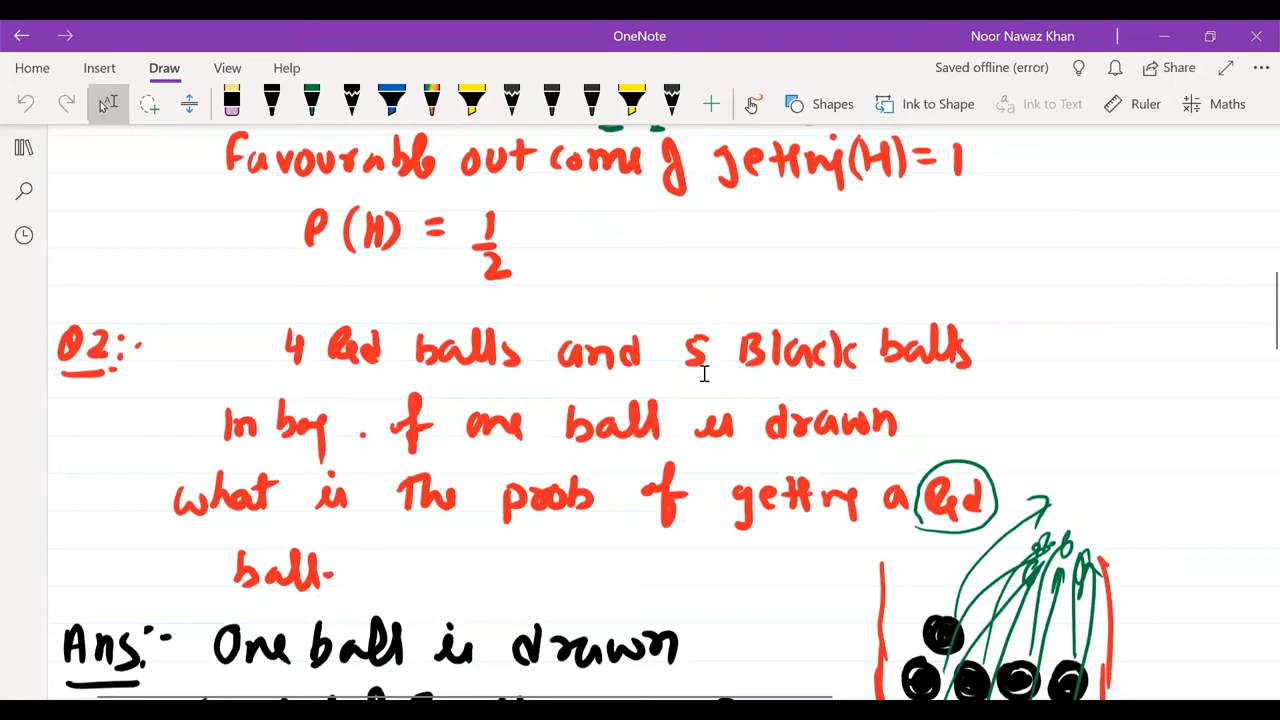 OneNote
Noor Nawaz Khan
Home Insert Draw View Help
Saved offline (error)
Share
Shapes Ink to Shape Ink to Text Ruler Maths
Favourable outcome of getting (H) = 1
P (H) = 1/2
Q2:- 4 Red balls and 5 Black balls
In bag . if one ball is drawn
what is the prob of getting a Red
ball.
Ans:- One ball is drawn